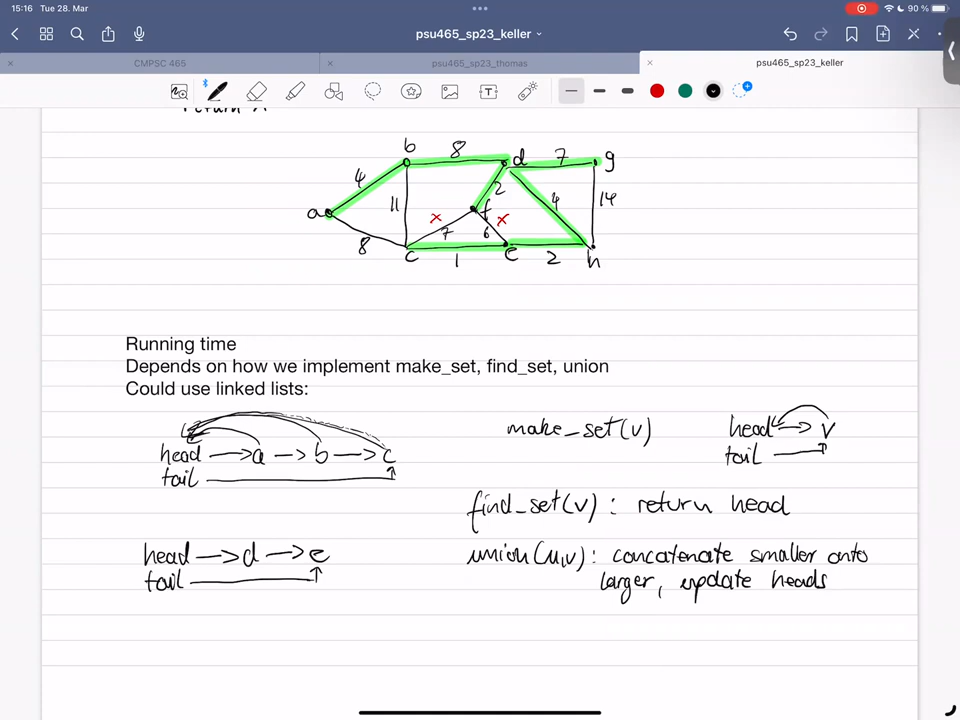 15:16 Tue 28. Mar
90 %
psu465_sp23_keller
CMPSC 465
psu465_sp23_thomas
psu465_sp23_keller
b 8 d 7 g
4 11 2 4 14
a f
8 7 6
c 1 e 2 h
Running time
Depends on how we implement make_set, find_set, union
Could use linked lists:
head → a → b → c
tail
make_set(v)
head → v
tail
find_set(v) : return head
head → d → e
tail
union(u,v) : concatenate smaller onto
larger, update heads